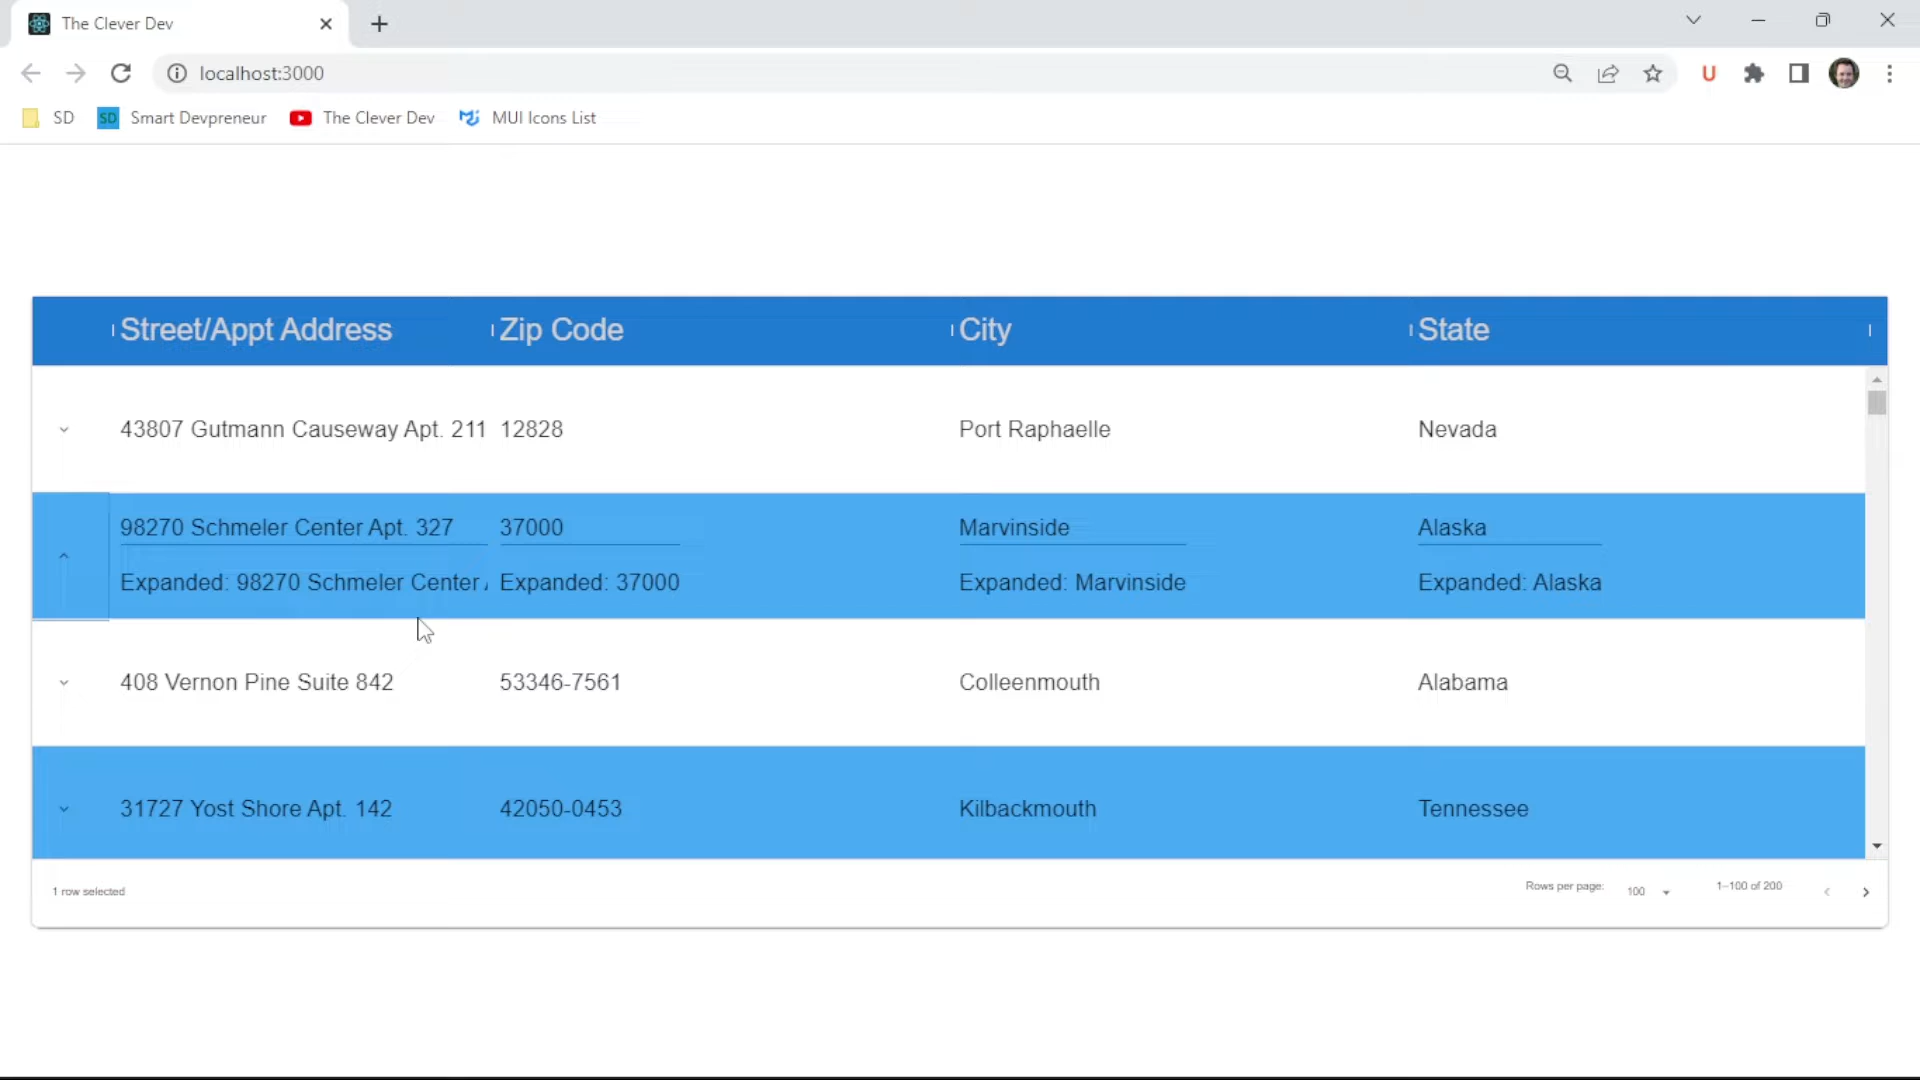 The Clever Dev
localhost:3000
SD
SD Smart Devpreneur
The Clever Dev
MUI Icons List
U
Street/Appt Address Zip Code City State
43807 Gutmann Causeway Apt. 211 12828 Port Raphaelle Nevada
98270 Schmeler Center Apt. 327 37000 Marvinside Alaska
Expanded: 98270 Schmeler Center Expanded: 37000 Expanded: Marvinside Expanded: Alaska
408 Vernon Pine Suite 842 53346-7561 Colleenmouth Alabama
31727 Yost Shore Apt. 142 42050-0453 Kilbackmouth Tennessee
1 row selected Rows per page: 100 1–100 of 200